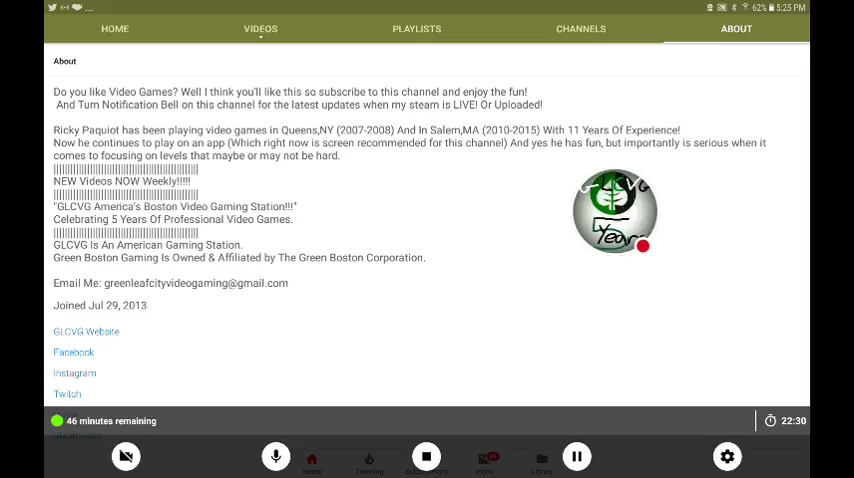 ... 62% 5:25 PM
HOME VIDEOS PLAYLISTS CHANNELS ABOUT
About
Do you like Video Games? Well I think you'll like this so subscribe to this channel and enjoy the fun!
And Turn Notification Bell on this channel for the latest updates when my steam is LIVE! Or Uploaded!
Ricky Paquiot has been playing video games in Queens,NY (2007-2008) And In Salem,MA (2010-2015) With 11 Years Of Experience!
Now he continues to play on an app (Which right now is screen recommended for this channel) And yes he has fun, but importantly is serious when it
comes to focusing on levels that maybe or may not be hard.
||||||||||||||||||||||||||||||||||||||||||||||||
NEW Videos NOW Weekly!!!!!
||||||||||||||||||||||||||||||||||||||||||||||||
"GLCVG America's Boston Video Gaming Station!!!"
Celebrating 5 Years Of Professional Video Games.
||||||||||||||||||||||||||||||||||||||||||||||||
GLCVG Is An American Gaming Station.
Green Boston Gaming Is Owned & Affiliated by The Green Boston Corporation.
GLCVG
5
Years
Email Me: greenleafcityvideogaming@gmail.com
Joined Jul 29, 2013
GLCVG Website
Facebook
Instagram
Twitch
46 minutes remaining 22:30
Home Trending Subscriptions Inbox Library